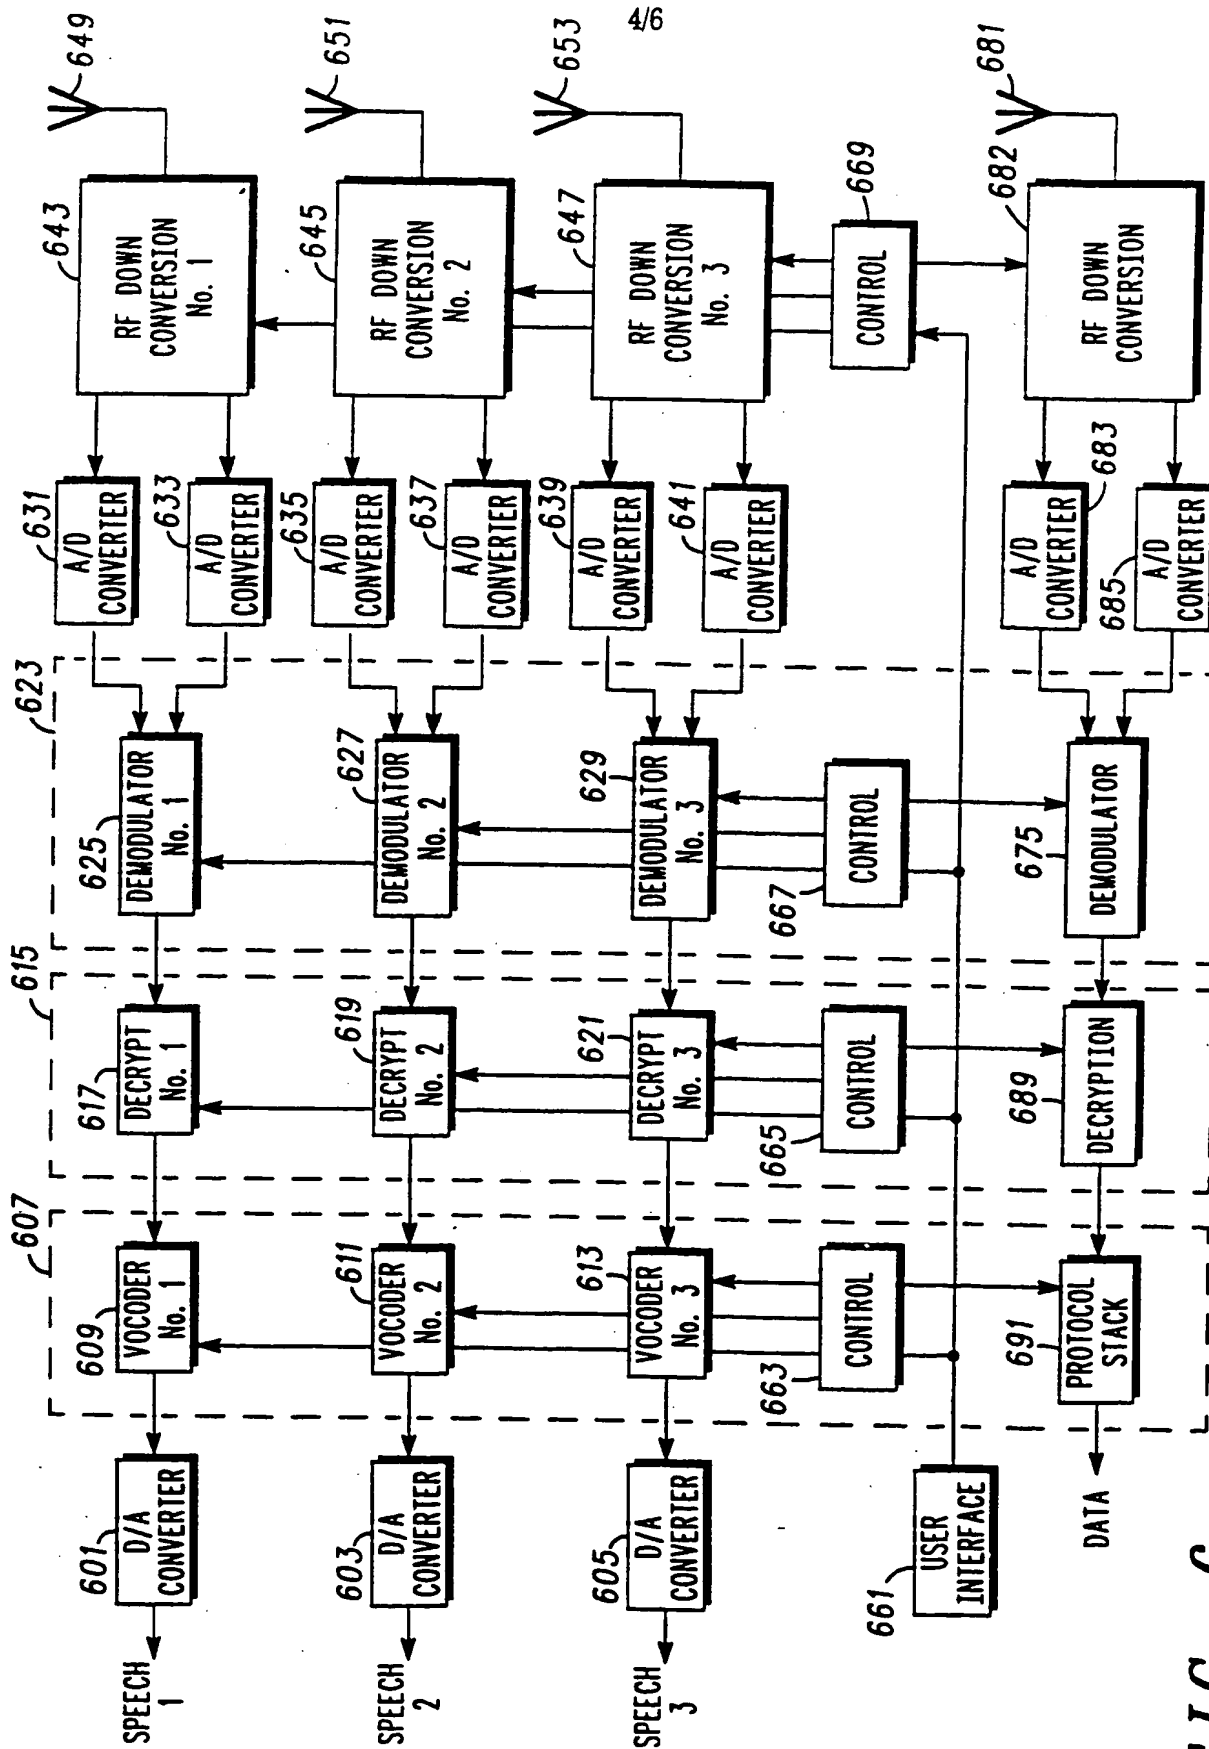 4/6
649
651
653
681
643
RF DOWN
CONVERSION
No. 1
645
RF DOWN
CONVERSION
No. 2
647
RF DOWN
CONVERSION
No. 3
669
CONTROL
682
RF DOWN
CONVERSION
631
A/D
CONVERTER
633
A/D
CONVERTER
635
A/D
CONVERTER
637
A/D
CONVERTER
639
A/D
CONVERTER
641
A/D
CONVERTER
683
A/D
CONVERTER
685
A/D
CONVERTER
623
625
DEMODULATOR
No. 1
627
DEMODULATOR
No. 2
629
DEMODULATOR
No. 3
667
CONTROL
675
DEMODULATOR
615
617
DECRYPT
No. 1
619
DECRYPT
No. 2
621
DECRYPT
No. 3
665
CONTROL
689
DECRYPTION
607
609
VOCODER
No. 1
611
VOCODER
No. 2
613
VOCODER
No. 3
663
CONTROL
691
PROTOCOL
STACK
601
D/A
CONVERTER
603
D/A
CONVERTER
605
D/A
CONVERTER
661
USER
INTERFACE
DATA
SPEECH
1
SPEECH
2
SPEECH
3